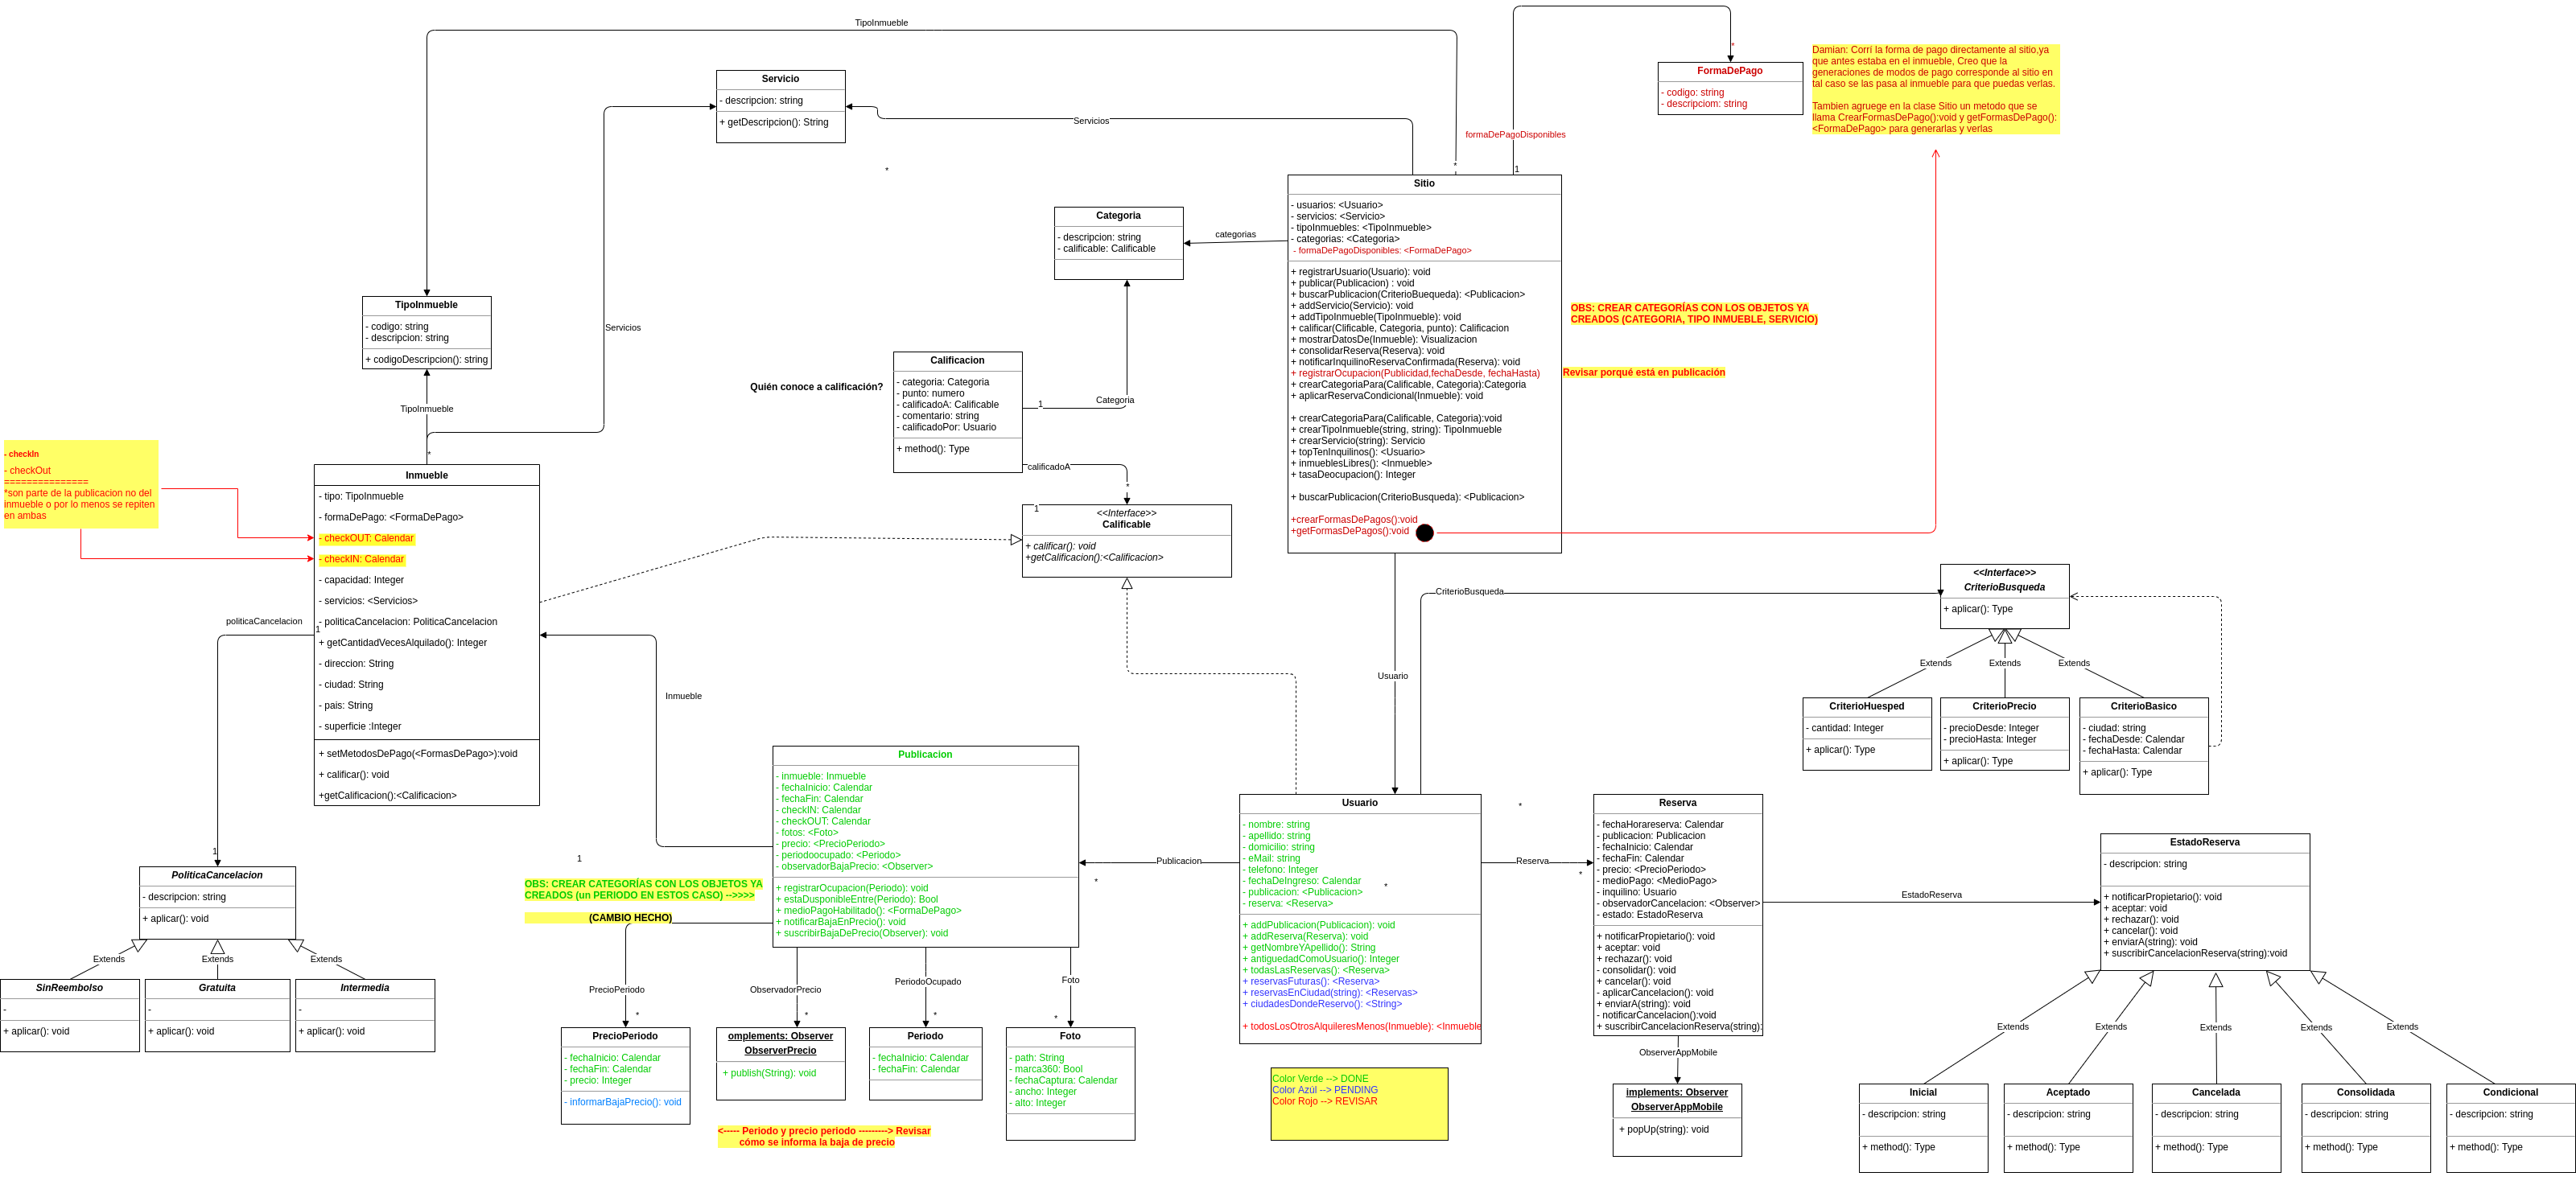 TipoInmueble
Servicio
- descripcion: string
+ getDescripcion(): String
Servicios
*
FormaDePago
- codigo: string
- descripciom: string
*
formaDePagoDisponibles
1
*
Damian: Corrí la forma de pago directamente al sitio,ya
que antes estaba en el inmueble, Creo que la
generaciones de modos de pago corresponde al sitio en
tal caso se las pasa al inmueble para que puedas verlas.
Tambien agruege en la clase Sitio un metodo que se
llama CrearFormasDePago():void y getFormasDePago():
<FormaDePago> para generarlas y verlas
Sitio
- usuarios: <Usuario>
- servicios: <Servicio>
- tipoInmuebles: <TipoInmueble>
- categorias: <Categoria>
- formaDePagoDisponibles: <FormaDePago>
+ registrarUsuario(Usuario): void
+ publicar(Publicacion) : void
+ buscarPublicacion(CriterioBuequeda): <Publicacion>
+ addServicio(Servicio): void
+ addTipoInmueble(TipoInmueble): void
+ calificar(Clificable, Categoria, punto): Calificacion
+ mostrarDatosDe(Inmueble): Visualizacion
+ consolidarReserva(Reserva): void
+ notificarInquilinoReservaConfirmada(Reserva): void
+ registrarOcupacion(Publicidad,fechaDesde, fechaHasta)
+ crearCategoriaPara(Calificable, Categoria):Categoria
+ aplicarReservaCondicional(Inmueble): void
+ crearCategoriaPara(Calificable, Categoria):void
+ crearTipoInmueble(string, string): TipoInmueble
+ crearServicio(string): Servicio
+ topTenInquilinos(): <Usuario>
+ inmueblesLibres(): <Inmueble>
+ tasaDeocupacion(): Integer
+ buscarPublicacion(CriterioBusqueda): <Publicacion>
+crearFormasDePagos():void
+getFormasDePagos():void
OBS: CREAR CATEGORÍAS CON LOS OBJETOS YA
CREADOS (CATEGORIA, TIPO INMUEBLE, SERVICIO)
Revisar porqué está en publicación
Categoria
- descripcion: string
- calificable: Calificable
categorias
TipoInmueble
- codigo: string
- descripcion: string
+ codigoDescripcion(): string
TipoInmueble
Servicios
*
Quién conoce a calificación?
Calificacion
- categoria: Categoria
- punto: numero
- calificadoA: Calificable
- comentario: string
- calificadoPor: Usuario
+ method(): Type
1
Categoria
calificadoA
*
1
<<Interface>>
Calificable
+ calificar(): void
+getCalificacion():<Calificacion>
- checkIn
- checkOut
===============
*son parte de la publicacion no del
inmueble o por lo menos se repiten
en ambas
Inmueble
- tipo: TipoInmueble
- formaDePago: <FormaDePago>
- checkOUT: Calendar
- checkIN: Calendar
- capacidad: Integer
- servicios: <Servicios>
- politicaCancelacion: PoliticaCancelacion
+ getCantidadVecesAlquilado(): Integer
- direccion: String
- ciudad: String
- pais: String
- superficie :Integer
+ setMetodosDePago(<FormasDePago>):void
+ calificar(): void
+getCalificacion():<Calificacion>
politicaCancelacion
1
1
PoliticaCancelacion
- descripcion: string
+ aplicar(): void
Extends
Extends
Extends
SinReembolso
-
+ aplicar(): void
Gratuita
-
+ aplicar(): void
Intermedia
-
+ aplicar(): void
Inmueble
1
OBS: CREAR CATEGORÍAS CON LOS OBJETOS YA
CREADOS (un PERIODO EN ESTOS CASO) -->>>>
(CAMBIO HECHO)
Publicacion
- inmueble: Inmueble
- fechaInicio: Calendar
- fechaFin: Calendar
- checkIN: Calendar
- checkOUT: Calendar
- fotos: <Foto>
- precio: <PrecioPeriodo>
- periodoocupado: <Periodo>
- observadorBajaPrecio: <Observer>
+ registrarOcupacion(Periodo): void
+ estaDusponibleEntre(Periodo): Bool
+ medioPagoHabilitado(): <FormaDePago>
+ notificarBajaEnPrecio(): void
+ suscribirBajaDePrecio(Observer): void
PrecioPeriodo
*
ObservadorPrecio
*
PeriodoOcupado
*
Foto
*
PrecioPeriodo
- fechaInicio: Calendar
- fechaFin: Calendar
- precio: Integer
- informarBajaPrecio(): void
omplements: Observer
ObserverPrecio
+ publish(String): void
Periodo
- fechaInicio: Calendar
- fechaFin: Calendar
Foto
- path: String
- marca360: Bool
- fechaCaptura: Calendar
- ancho: Integer
- alto: Integer
<----- Periodo y precio periodo ---------> Revisar
cómo se informa la baja de precio
Publicacion
*
Usuario
CriterioBusqueda
Usuario
- nombre: string
- apellido: string
- domicilio: string
- eMail: string
- telefono: Integer
- fechaDeIngreso: Calendar
- publicacion: <Publicacion>
- reserva: <Reserva>
*
+ addPublicacion(Publicacion): void
+ addReserva(Reserva): void
+ getNombreYApellido(): String
+ antiguedadComoUsuario(): Integer
+ todasLasReservas(): <Reserva>
+ reservasFuturas(): <Reserva>
+ reservasEnCiudad(string): <Reservas>
+ ciudadesDondeReservo(): <String>
+ todosLosOtrosAlquileresMenos(Inmueble): <Inmueble
Color Verde --> DONE
Color Azúl --> PENDING
Color Rojo --> REVISAR
*
Reserva
*
Reserva
- fechaHorareserva: Calendar
- publicacion: Publicacion
- fechaInicio: Calendar
- fechaFin: Calendar
- precio: <PrecioPeriodo>
- medioPago: <MedioPago>
- inquilino: Usuario
- observadorCancelacion: <Observer>
- estado: EstadoReserva
+ notificarPropietario(): void
+ aceptar: void
+ rechazar(): void
- consolidar(): void
+ cancelar(): void
- aplicarCancelacion(): void
+ enviarA(string): void
- notificarCancelacion():void
+ suscribirCancelacionReserva(string):
ObserverAppMobile
implements: Observer
ObserverAppMobile
+ popUp(string): void
<<Interface>>
CriterioBusqueda
+ aplicar(): Type
Extends
Extends
Extends
CriterioHuesped
- cantidad: Integer
+ aplicar(): Type
CriterioPrecio
- precioDesde: Integer
- precioHasta: Integer
+ aplicar(): Type
CriterioBasico
- ciudad: string
- fechaDesde: Calendar
- fechaHasta: Calendar
+ aplicar(): Type
EstadoReserva
EstadoReserva
- descripcion: string
+ notificarPropietario(): void
+ aceptar: void
+ rechazar(): void
+ cancelar(): void
+ enviarA(string): void
+ suscribirCancelacionReserva(string):void
Extends
Extends
Extends
Extends
Extends
Inicial
- descripcion: string
+ method(): Type
Aceptado
- descripcion: string
+ method(): Type
Cancelada
- descripcion: string
+ method(): Type
Consolidada
- descripcion: string
+ method(): Type
Condicional
- descripcion: string
+ method(): Type